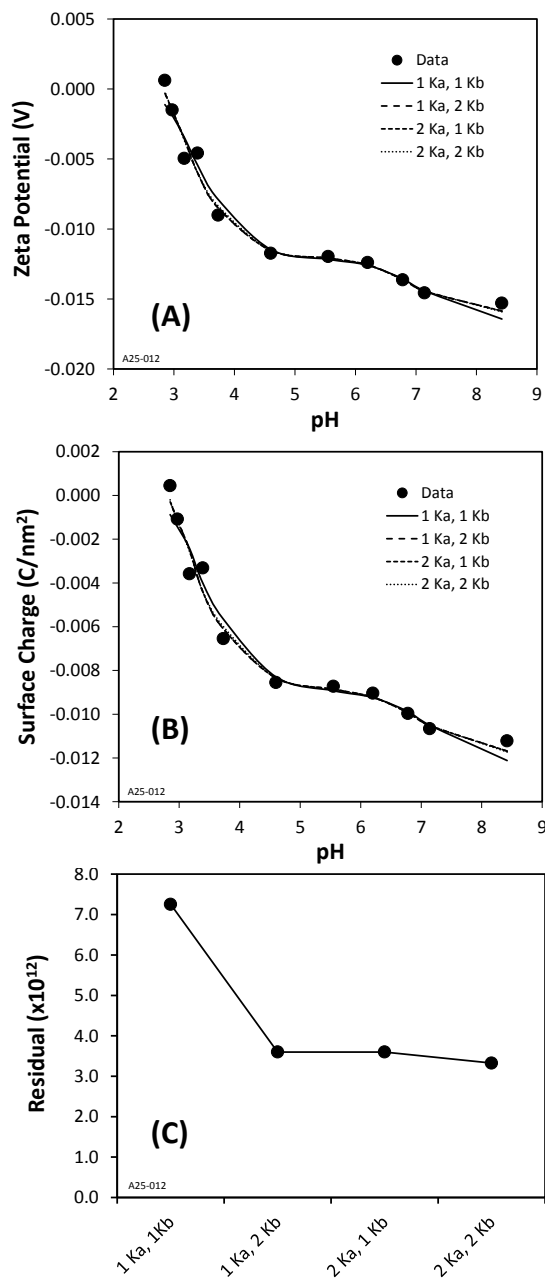 0.005
0.000
-0.005
-0.010
-0.015
-0.020
Zeta Potential (V)
Data
1 Ka, 1 Kb
1 Ka, 2 Kb
2 Ka, 1 Kb
2 Ka, 2 Kb
(A)
A25-012
2 3 4 5 6 7 8 9
pH
0.002
0.000
-0.002
-0.004
-0.006
-0.008
-0.010
-0.012
-0.014
Surface Charge (C/nm²)
Data
1 Ka, 1 Kb
1 Ka, 2 Kb
2 Ka, 1 Kb
2 Ka, 2 Kb
(B)
A25-012
2 3 4 5 6 7 8 9
pH
8.0
7.0
6.0
5.0
4.0
3.0
2.0
1.0
0.0
Residual (x10¹²)
(C)
A25-012
1 Ka, 1Kb
1 Ka, 2 Kb
2 Ka, 1 Kb
2 Ka, 2 Kb